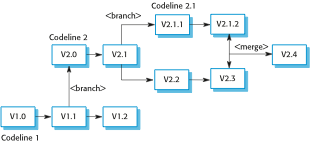 <branch>
Codeline 2.1
V2.1.1
V2.1.2
Codeline 2
<merge>
V2.0
V2.1
V2.4
V2.2
V2.3
<branch>
V1.0
V1.1
V1.2
Codeline 1